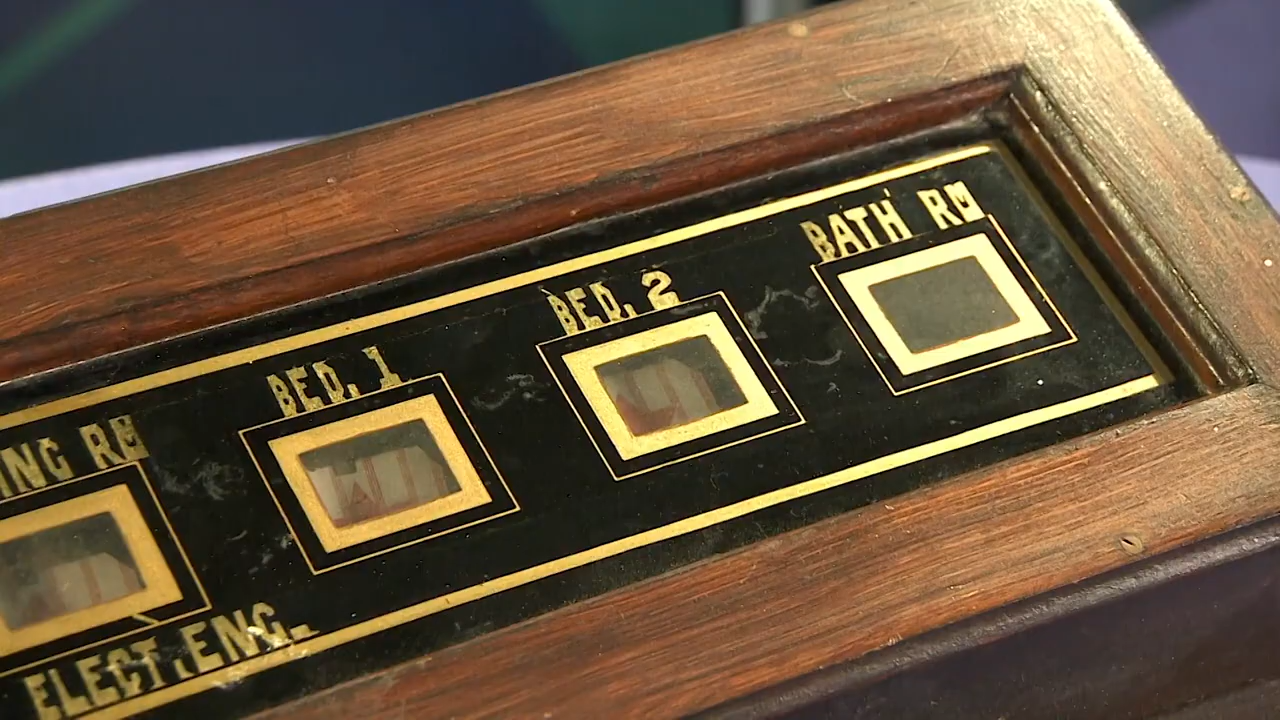 ING RM
BED. 1
BED. 2
BATH RM
ELECT. ENG.